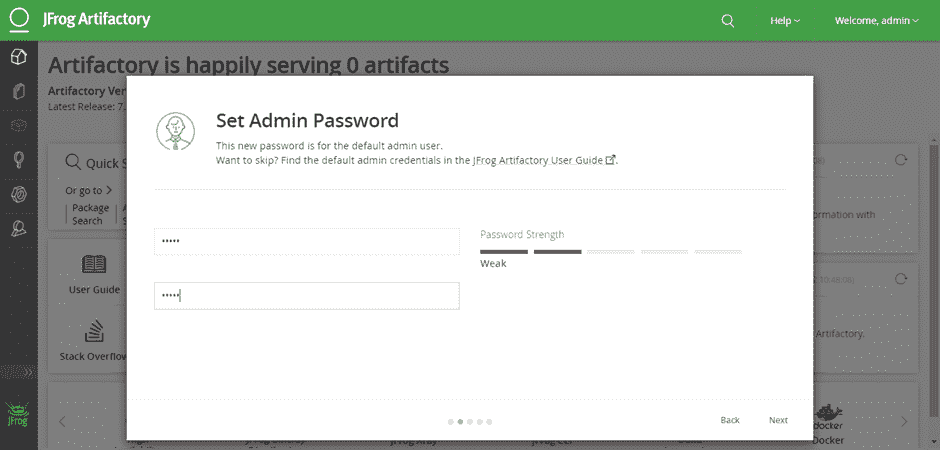 JFrog Artifactory
Help
Welcome, admin
Artifactory is happily serving 0 artifacts
Artifactory Ver
Latest Release: 7.
Set Admin Password
This new password is for the default admin user.
Want to skip? Find the default admin credentials in the JFrog Artifactory User Guide.
Quick S
Or go to
Package
Search
ormation with
•••••
Password Strength
Weak
•••••
User Guide
Stack Overflow
Artifactory.
JFrog
Back
Next
docker
Docker